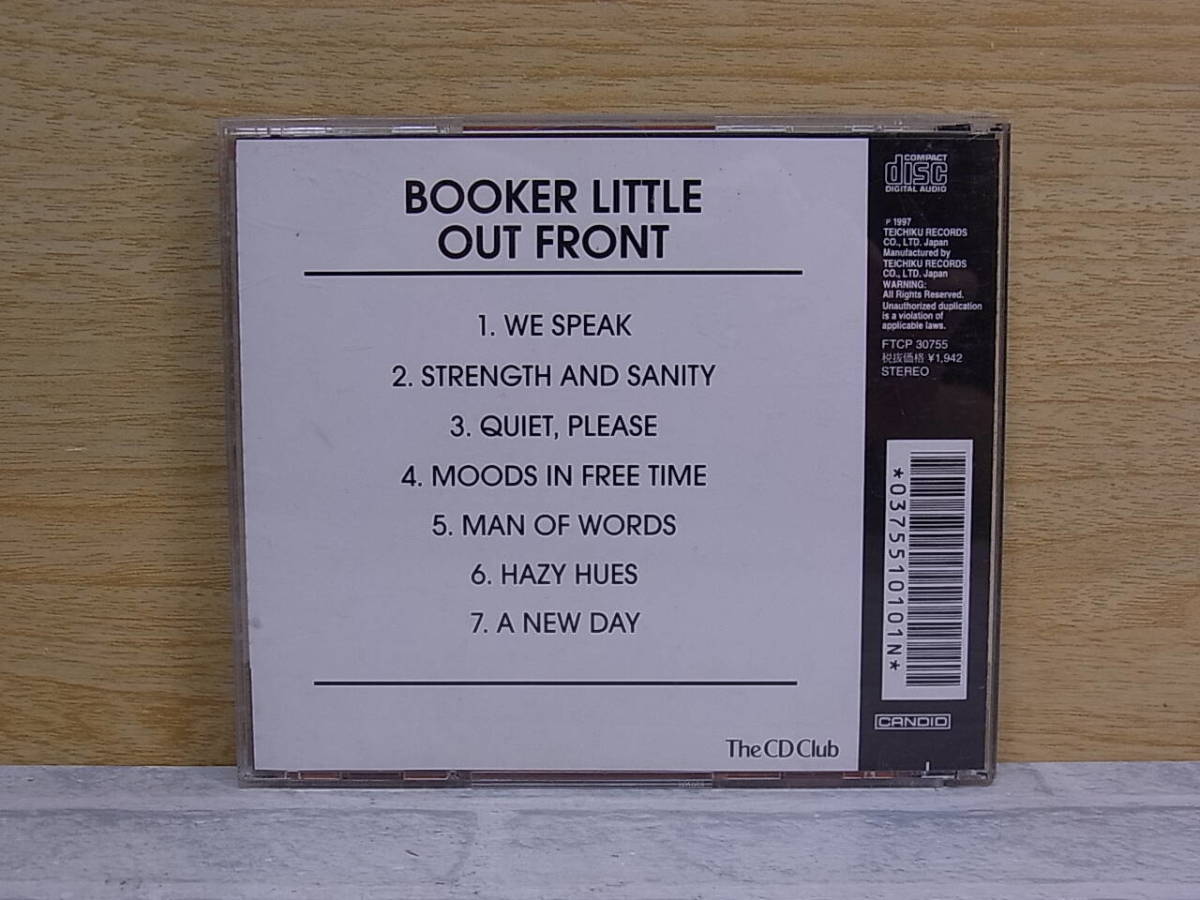 BOOKER LITTLE
OUT FRONT
1. WE SPEAK
2. STRENGTH AND SANITY
3. QUIET, PLEASE
4. MOODS IN FREE TIME
5. MAN OF WORDS
6. HAZY HUES
7. A NEW DAY
The CD Club
COMPACT
disc
DIGITAL AUDIO
℗ 1997
TEICHIKU RECORDS
CO., LTD. Japan
Manufactured by
TEICHIKU RECORDS
CO., LTD. Japan
WARNING:
All Rights Reserved.
Unauthorized duplication
is a violation of
applicable laws.
FTCP 30755
税抜価格 ¥1,942
STEREO
*0375510101N*
CANDID